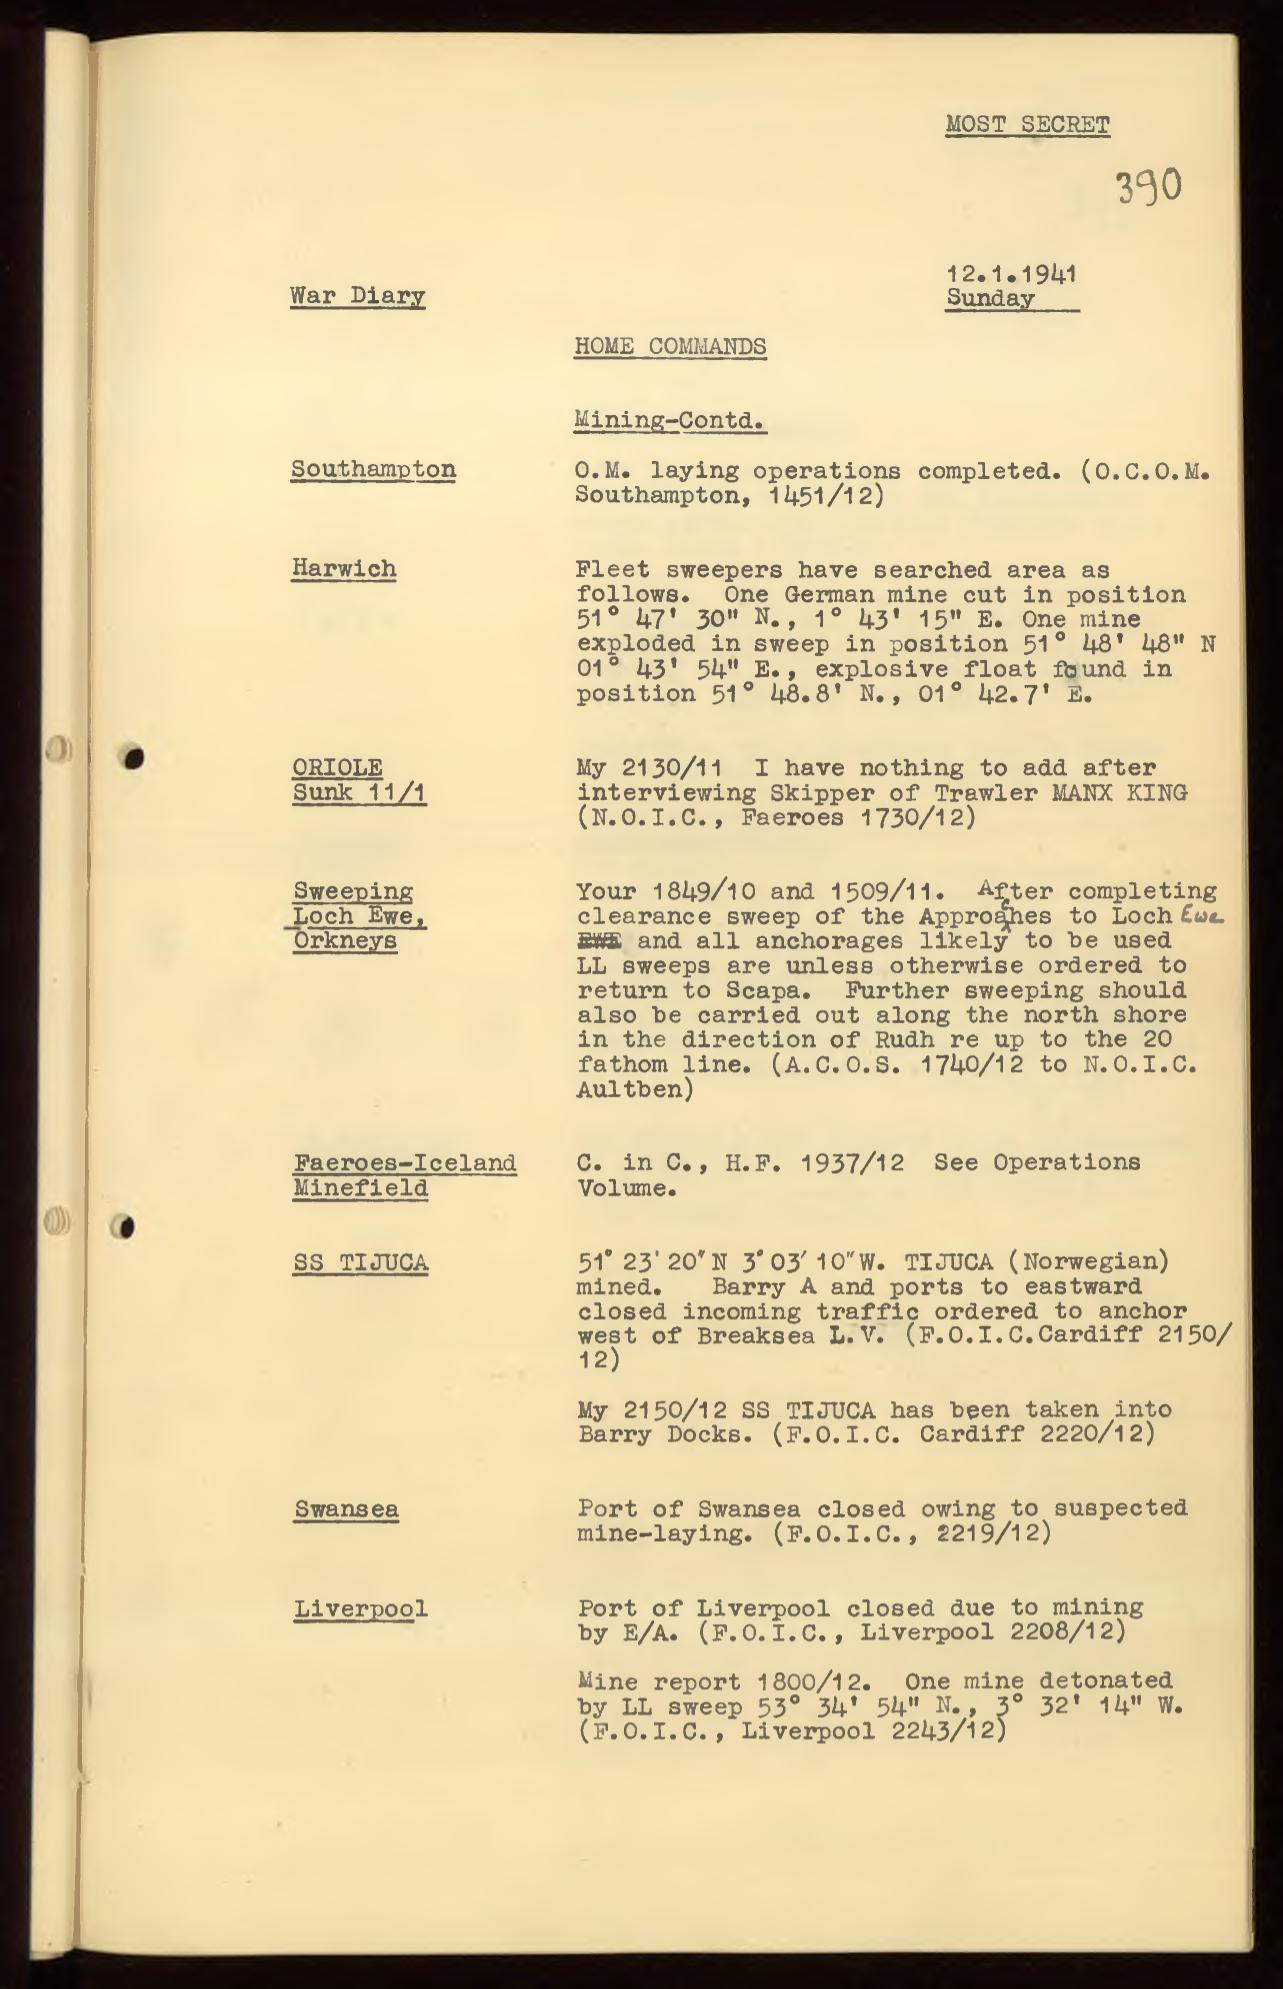 MOST SECRET
390
12.1.1941
War Diary
Sunday
HOME COMMANDS
Mining-Contd.
Southampton
O.M. laying operations completed. (O.C.O.M.
Southampton, 1451/12)
Harwich
Fleet sweepers have searched area as
follows. One German mine cut in position
51° 47' 30" N., 1° 43' 15" E. One mine
exploded in sweep in position 51° 48' 48" N
01° 43' 54" E., explosive float found in
position 51° 48.8' N., 01° 42.7' E.
ORIOLE
Sunk 11/1
My 2130/11 I have nothing to add after
interviewing Skipper of Trawler MANX KING
(N.O.I.C., Faeroes 1730/12)
Sweeping
Loch Ewe,
Orkneys
Your 1849/10 and 1509/11. After completing
clearance sweep of the Approaches to Loch Ewe
EWE and all anchorages likely to be used
LL sweeps are unless otherwise ordered to
return to Scapa. Further sweeping should
also be carried out along the north shore
in the direction of Rudh re up to the 20
fathom line. (A.C.O.S. 1740/12 to N.O.I.C.
Aultben)
Faeroes-Iceland
Minefield
C. in C., H.F. 1937/12 See Operations
Volume.
SS TIJUCA
51° 23' 20" N 3° 03' 10" W. TIJUCA (Norwegian)
mined. Barry A and ports to eastward
closed incoming traffic ordered to anchor
west of Breaksea L.V. (F.O.I.C.Cardiff 2150/
12)
My 2150/12 SS TIJUCA has been taken into
Barry Docks. (F.O.I.C. Cardiff 2220/12)
Swansea
Port of Swansea closed owing to suspected
mine-laying. (F.O.I.C., 2219/12)
Liverpool
Port of Liverpool closed due to mining
by E/A. (F.O.I.C., Liverpool 2208/12)
Mine report 1800/12. One mine detonated
by LL sweep 53° 34' 54" N., 3° 32' 14" W.
(F.O.I.C., Liverpool 2243/12)